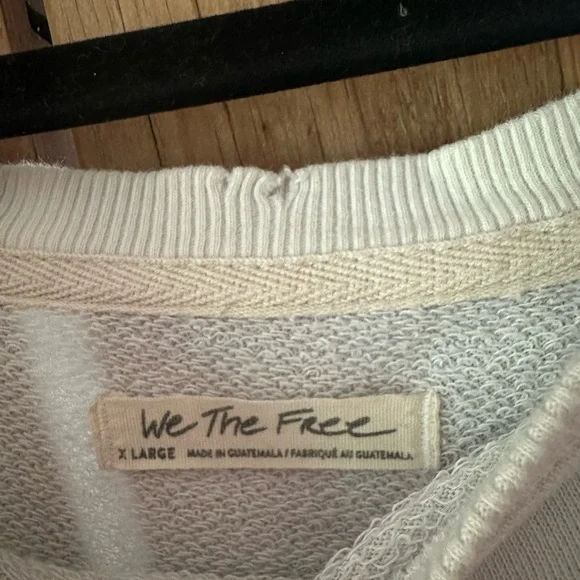 We The Free
X LARGE MADE IN GUATEMALA / FABRIQUÉ AU GUATEMALA